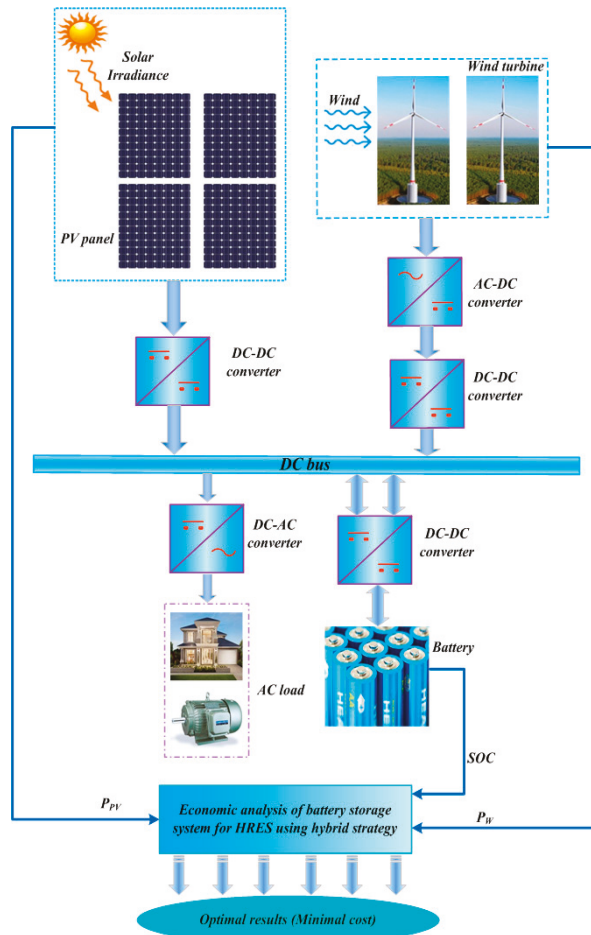 Solar
Irradiance
PV panel
Wind turbine
Wind
AC-DC
converter
DC-DC
converter
DC-DC
converter
DC bus
DC-AC
converter
DC-DC
converter
AC load
Battery
SOC
P_PV
Economic analysis of battery storage
system for HRES using hybrid strategy
P_W
Optimal results (Minimal cost)